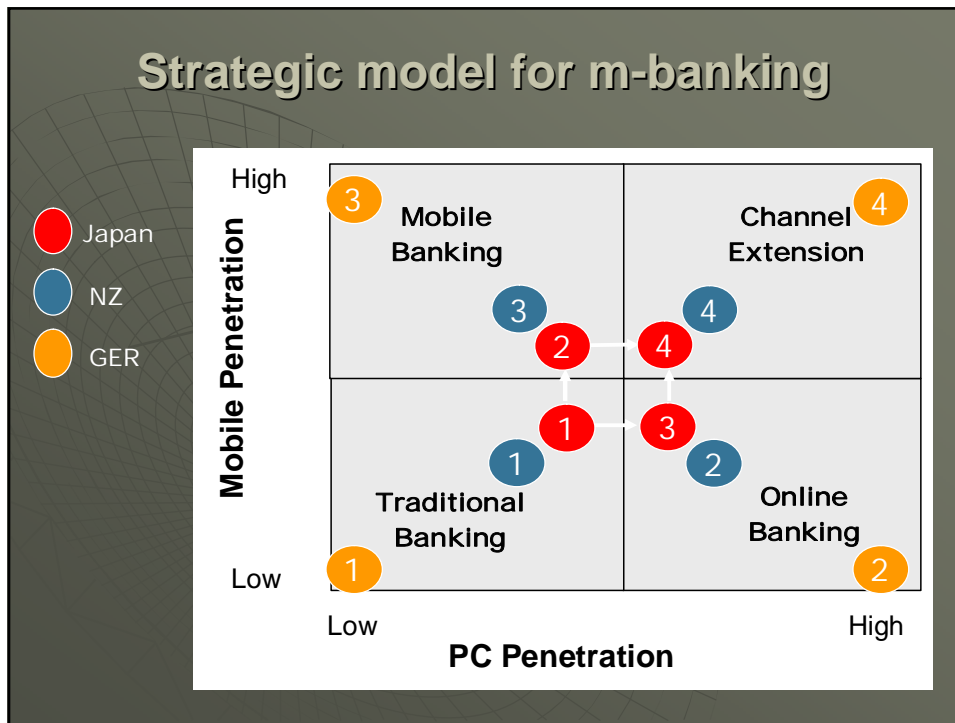 Strategic model for m-banking
Japan
NZ
GER
Mobile Penetration
High
Low
3
Mobile
Banking
Channel
Extension
4
3
4
2
4
1
3
1
2
Traditional
Banking
Online
Banking
1
2
Low
High
PC Penetration